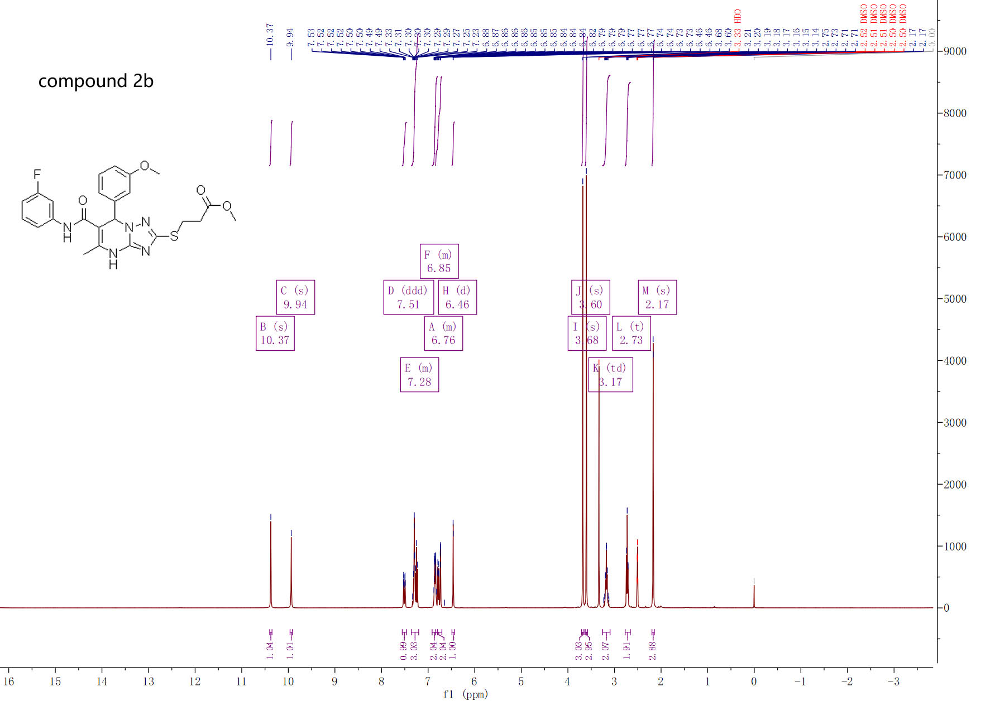 10.37
9.94
7.53
7.52
7.52
7.52
7.50
7.50
7.49
7.49
7.33
7.31
7.30
7.30
7.30
7.29
7.29
7.27
7.25
7.23
6.88
6.87
6.86
6.86
6.86
6.85
6.85
6.85
6.84
6.84
6.84
6.82
6.79
6.79
6.79
6.77
6.77
6.77
6.74
6.74
6.73
6.73
6.46
6.46
3.68
3.60
3.33 HDO
3.21
3.20
3.19
3.18
3.17
3.16
3.15
3.14
2.75
2.73
2.71
2.71
2.52 DMSO
2.51 DMSO
2.51 DMSO
2.50 DMSO
2.50 DMSO
2.17
2.17
0.00
compound 2b
F
O
N
H
O
N
H
N
N
N
S
O
O
F (m)
6.85
C (s)
9.94
D (ddd)
7.51
H (d)
6.46
J (s)
3.60
M (s)
2.17
B (s)
10.37
A (m)
6.76
I (s)
3.68
L (t)
2.73
E (m)
7.28
K (td)
3.17
9000
8000
7000
6000
5000
4000
3000
2000
1000
0
1.04
1.01
0.99
3.03
2.04
2.04
1.00
3.03
2.95
2.07
1.91
2.88
16 15 14 13 12 11 10 9 8 7 6 5 4 3 2 1 0 -1 -2 -3
f1 (ppm)